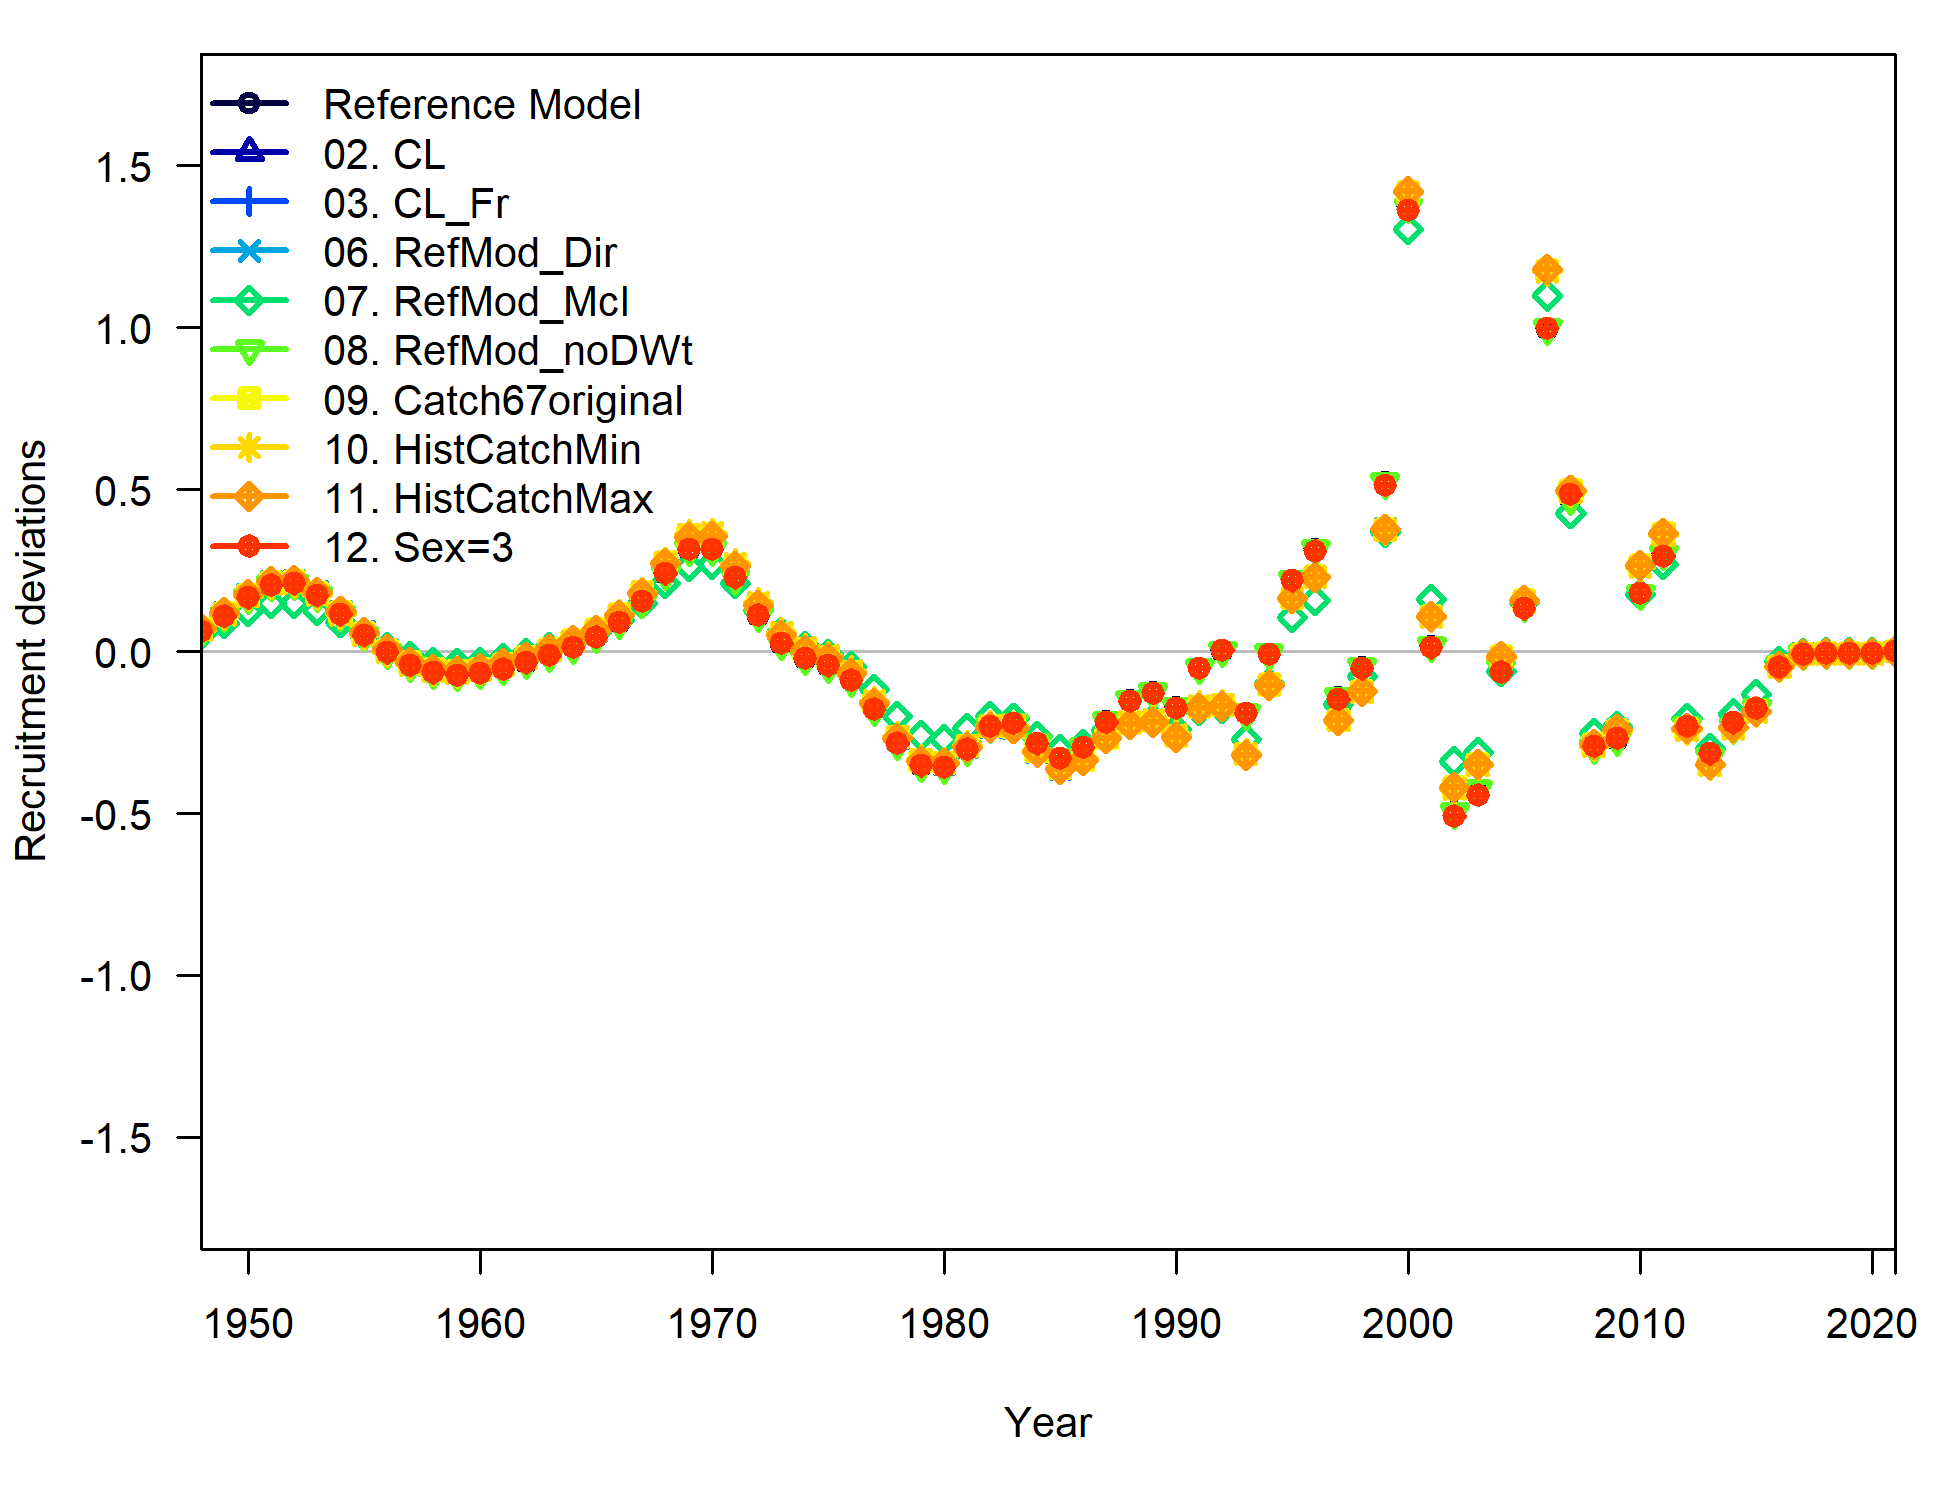 Reference Model
02. CL
03. CL_Fr
06. RefMod_Dir
07. RefMod_Mcl
08. RefMod_noDWt
09. Catch67original
10. HistCatchMin
11. HistCatchMax
12. Sex=3
1.5
1.0
0.5
0.0
-0.5
-1.0
-1.5
Recruitment deviations
1950 1960 1970 1980 1990 2000 2010 2020
Year